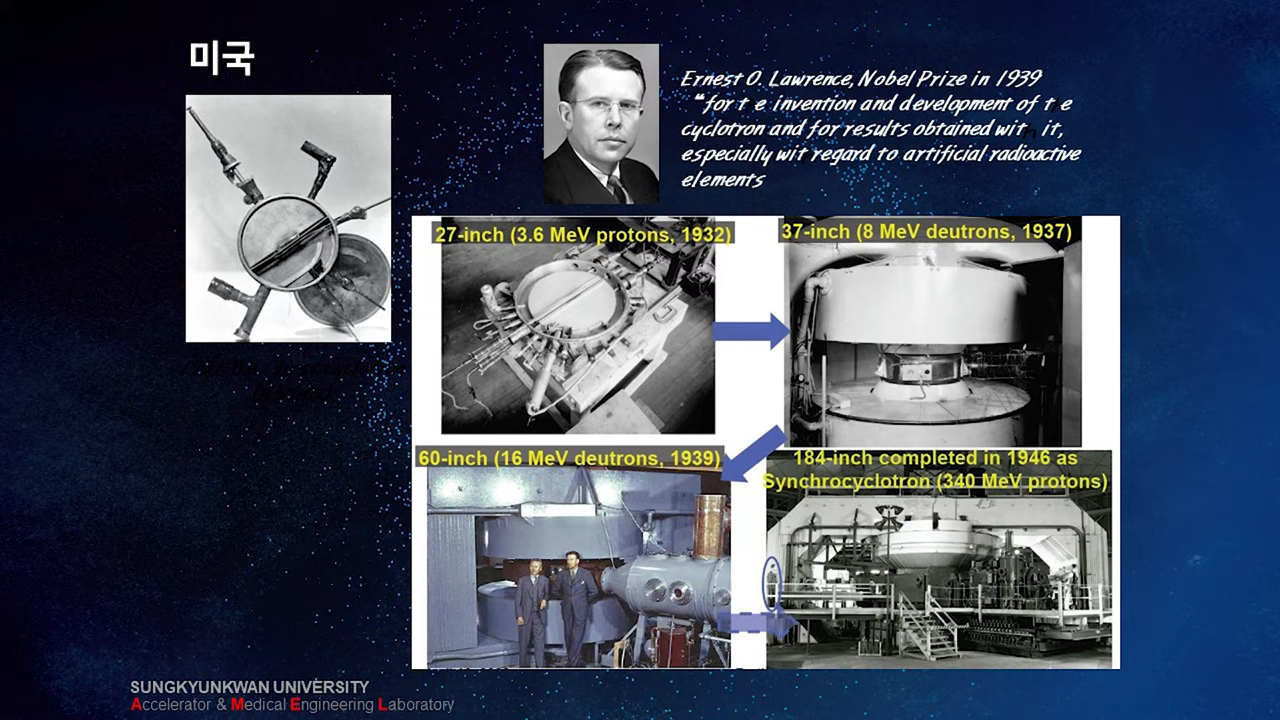 미국
Ernest O. Lawrence, Nobel Prize in 1939
“for t e invention and development of t e
cyclotron and for results obtained with it,
especially wit regard to artificial radioactive
elements
27-inch (3.6 MeV protons, 1932)
37-inch (8 MeV deutrons, 1937)
60-inch (16 MeV deutrons, 1939)
184-inch completed in 1946 as
Synchrocyclotron (340 MeV protons)
SUNGKYUNKWAN UNIVERSITY
Accelerator & Medical Engineering Laboratory